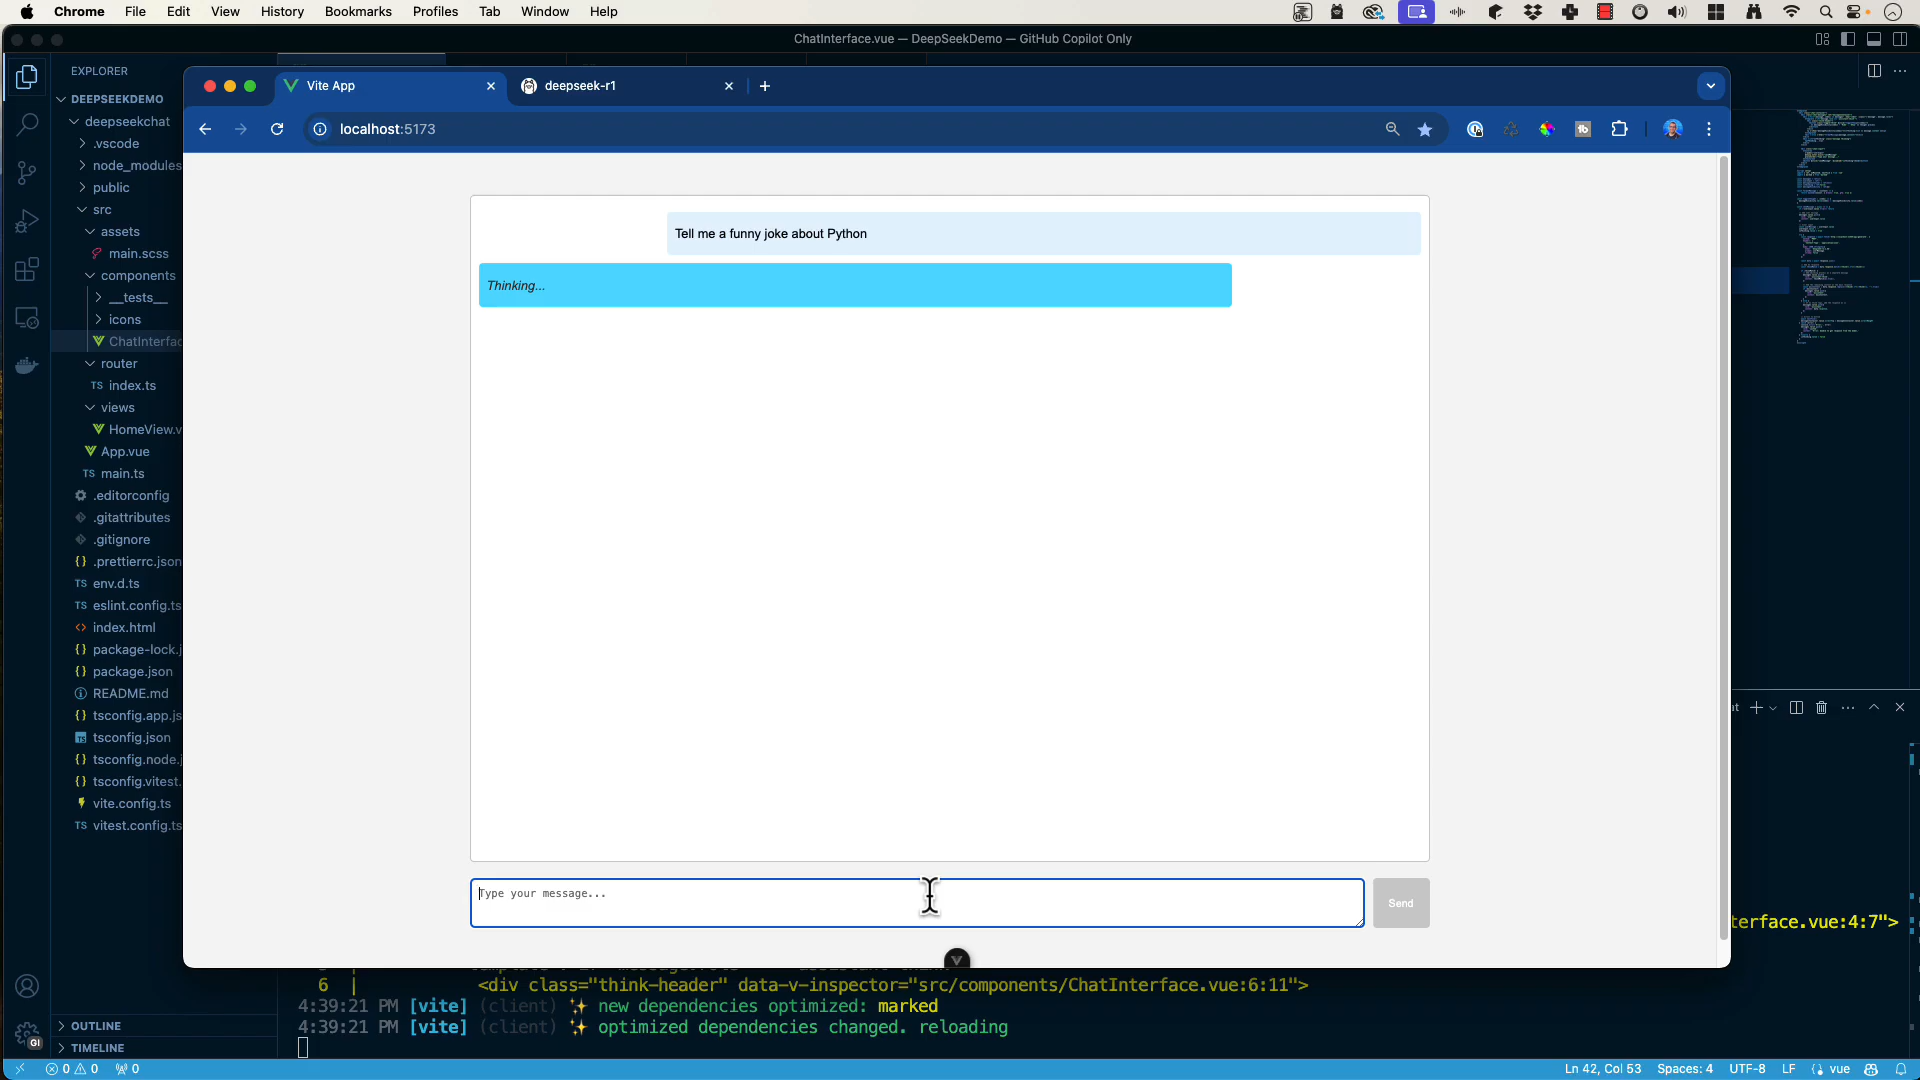 Chrome File Edit View History Bookmarks Profiles Tab Window Help
ChatInterface.vue — DeepSeekDemo — GitHub Copilot Only
EXPLORER
DEEPSEEKDEMO
deepseekchat
.vscode
node_modules
public
src
assets
main.scss
components
__tests__
icons
ChatInterfac
router
TS index.ts
views
HomeView.v
App.vue
TS main.ts
.editorconfig
.gitattributes
.gitignore
{} .prettierrc.json
TS env.d.ts
TS eslint.config.ts
<> index.html
{} package-lock.j
{} package.json
README.md
{} tsconfig.app.js
tsconfig.json
{} tsconfig.node.j
{} tsconfig.vitest.
vite.config.ts
TS vitest.config.ts
OUTLINE
TIMELINE
GI
Vite App
deepseek-r1
localhost:5173
Tell me a funny joke about Python
Thinking...
Type your message...
Send
terface.vue:4:7">
6 | <div class="think-header" data-v-inspector="src/components/ChatInterface.vue:6:11">
4:39:21 PM [vite] (client) ✨ new dependencies optimized: marked
4:39:21 PM [vite] (client) ✨ optimized dependencies changed. reloading
0 0 0
Ln 42, Col 53 Spaces: 4 UTF-8 LF vue